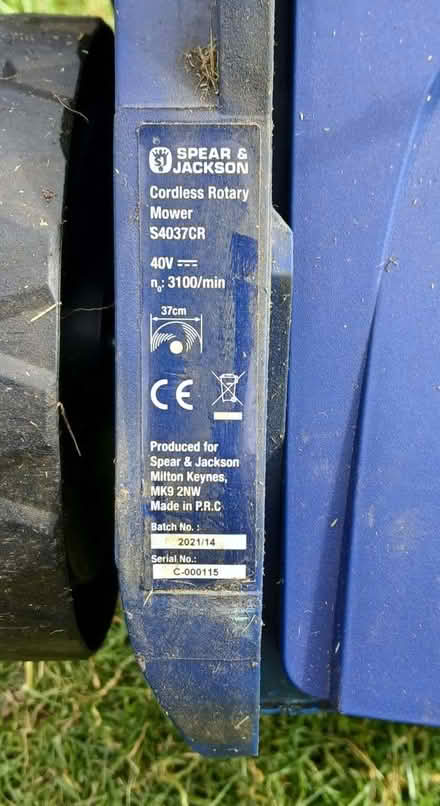 SPEAR &
JACKSON
Cordless Rotary
Mower
S4037CR
40V
n₀: 3100/min
37cm
CE
Produced for
Spear & Jackson
Milton Keynes,
MK9 2NW
Made in P.R.C
Batch No. :
2021/14
Serial No.:
C-000115